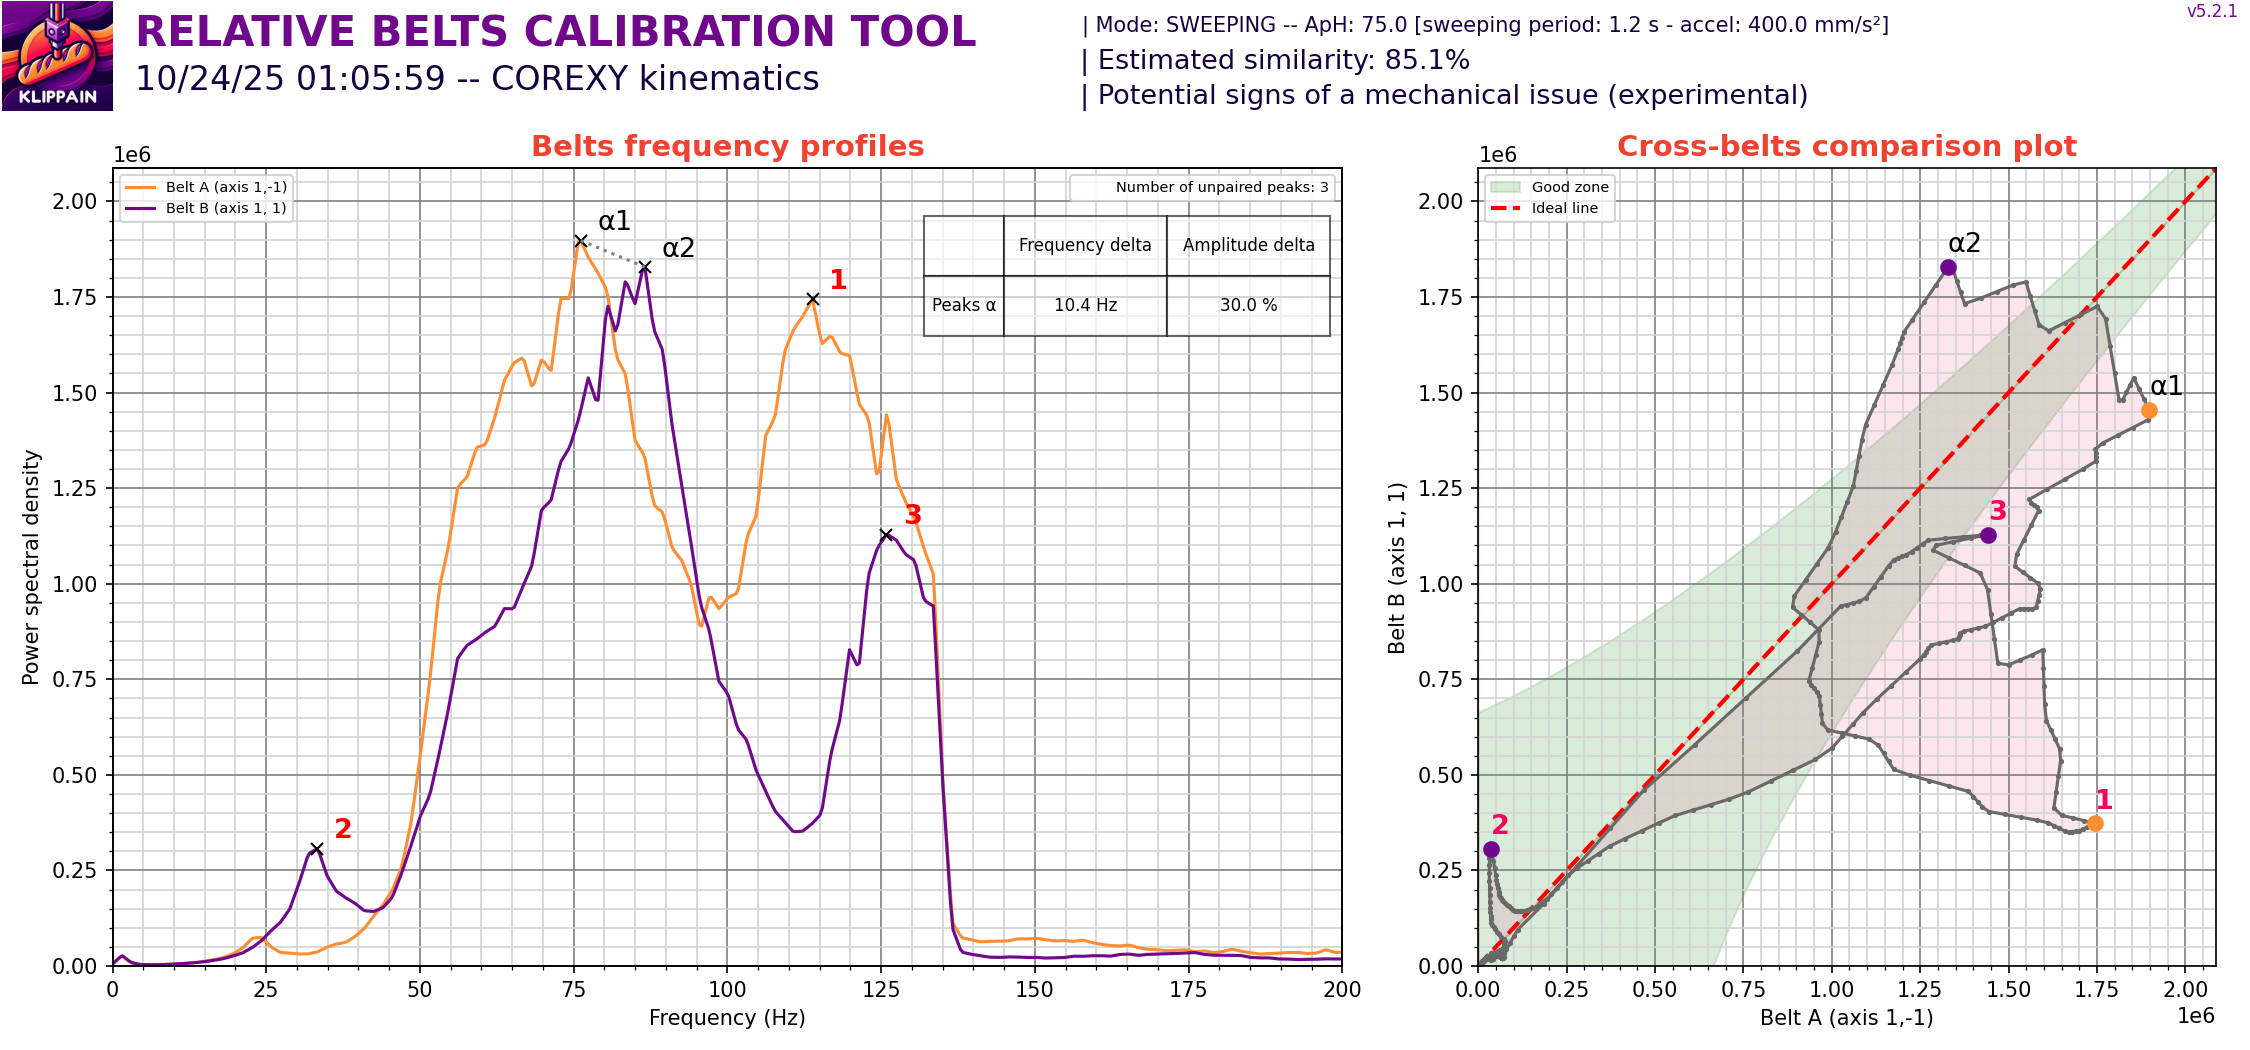 KLIPPAIN
RELATIVE BELTS CALIBRATION TOOL
10/24/25 01:05:59 -- COREXY kinematics
| Mode: SWEEPING -- ApH: 75.0 [sweeping period: 1.2 s - accel: 400.0 mm/s²]
| Estimated similarity: 85.1%
| Potential signs of a mechanical issue (experimental)
v5.2.1
Belts frequency profiles
1e6
Belt A (axis 1,-1)
Belt B (axis 1, 1)
Number of unpaired peaks: 3
Frequency delta Amplitude delta
Peaks α 10.4 Hz 30.0 %
α1
α2
1
2
3
Power spectral density
2.00
1.75
1.50
1.25
1.00
0.75
0.50
0.25
0.00
0 25 50 75 100 125 150 175 200
Frequency (Hz)
Cross-belts comparison plot
1e6
Good zone
Ideal line
α2
α1
3
1
2
Belt B (axis 1, 1)
2.00
1.75
1.50
1.25
1.00
0.75
0.50
0.25
0.00
0.00 0.25 0.50 0.75 1.00 1.25 1.50 1.75 2.00
Belt A (axis 1,-1)
1e6